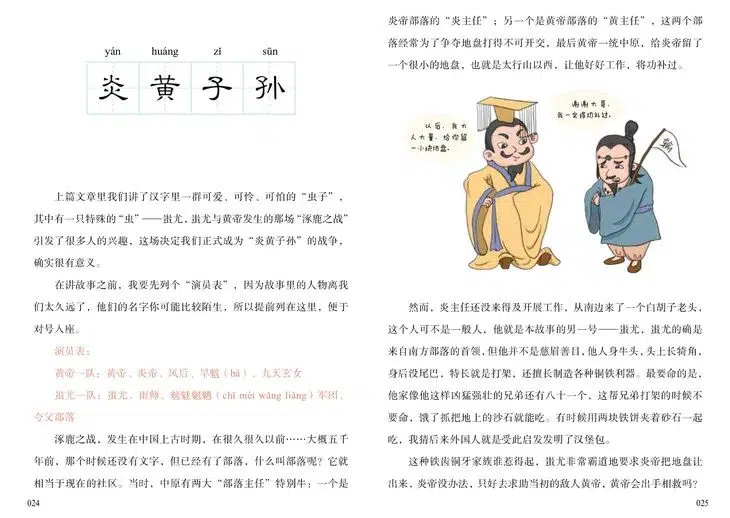 yán huáng zǐ sūn
炎黄子孙
上篇文章里我们讲了汉字里一群可爱、可怜、可怕的“虫子”，
其中有一只特殊的“虫”——蚩尤，蚩尤与黄帝发生的那场“涿鹿之战”
引发了很多人的兴趣，这场决定我们正式成为“炎黄子孙”的战争，
确实很有意义。
在讲故事之前，我要先列个“演员表”，因为故事里的人物离我
们太久远了，他们的名字你可能比较陌生，所以提前列在这里，便于
对号入座。
演员表：
黄帝一队：黄帝、炎帝、风后、旱魃（bá）、九天玄女
蚩尤一队：蚩尤、雨师、魑魅魍魉（chī mèi wǎng liǎng）军团、
夸父部落
涿鹿之战，发生在中国上古时期，在很久很久以前……大概五千
年前，那个时候还没有文字，但已经有了部落，什么叫部落呢？它就
相当于现在的社区。当时，中原有两大“部落主任”特别牛：一个是
024
炎帝部落的“炎主任”；另一个是黄帝部落的“黄主任”，这两个部
落经常为了争夺地盘打得不可开交，最后黄帝一统中原，给炎帝留了
一个很小的地盘，也就是太行山以西，让他好好工作，将功补过。
以后，我大
人大量，给你留
一小块地盘。
谢谢大哥，
我一定将功补过。
输
然而，炎主任还没来得及开展工作，从南边来了一个白胡子老头，
这个人可不是一般人，他就是本故事的男一号——蚩尤，蚩尤的确是
来自南方部落的首领，但他并不是慈眉善目，他人身牛头，头上长犄角，
身后没尾巴，特长就是打架，还擅长制造各种铜铁利器。最要命的是，
他家像他这样凶猛强壮的兄弟还有八十一个，这帮兄弟打架的时候不
要命，饿了抓把地上的沙石就能吃。有时候用两块铁饼夹着砂石一起
吃，我猜后来外国人就是受此启发发明了汉堡包。
这种铁齿铜牙家族谁惹得起，蚩尤非常霸道地要求炎帝把地盘让
出来，炎帝没办法，只好去求助当初的敌人黄帝，黄帝会出手相救吗？
025